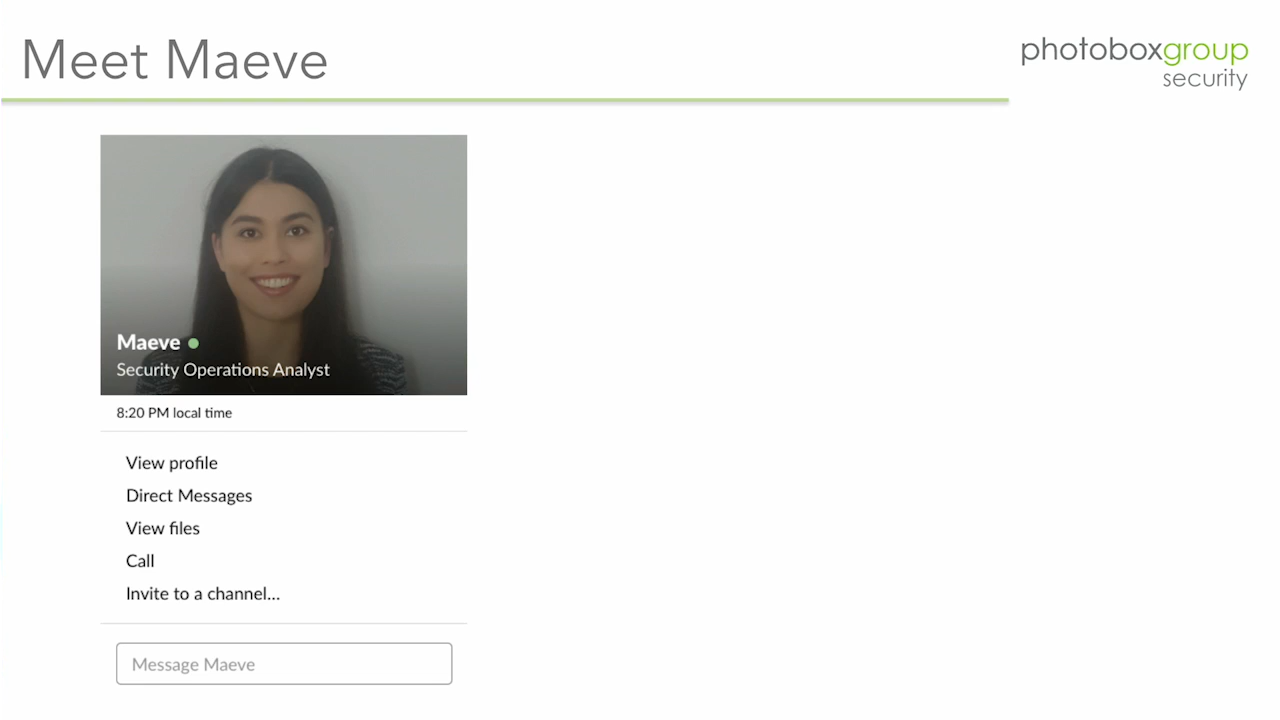 Meet Maeve
photoboxgroup
security
Maeve
Security Operations Analyst
8:20 PM local time
View profile
Direct Messages
View files
Call
Invite to a channel...
Message Maeve